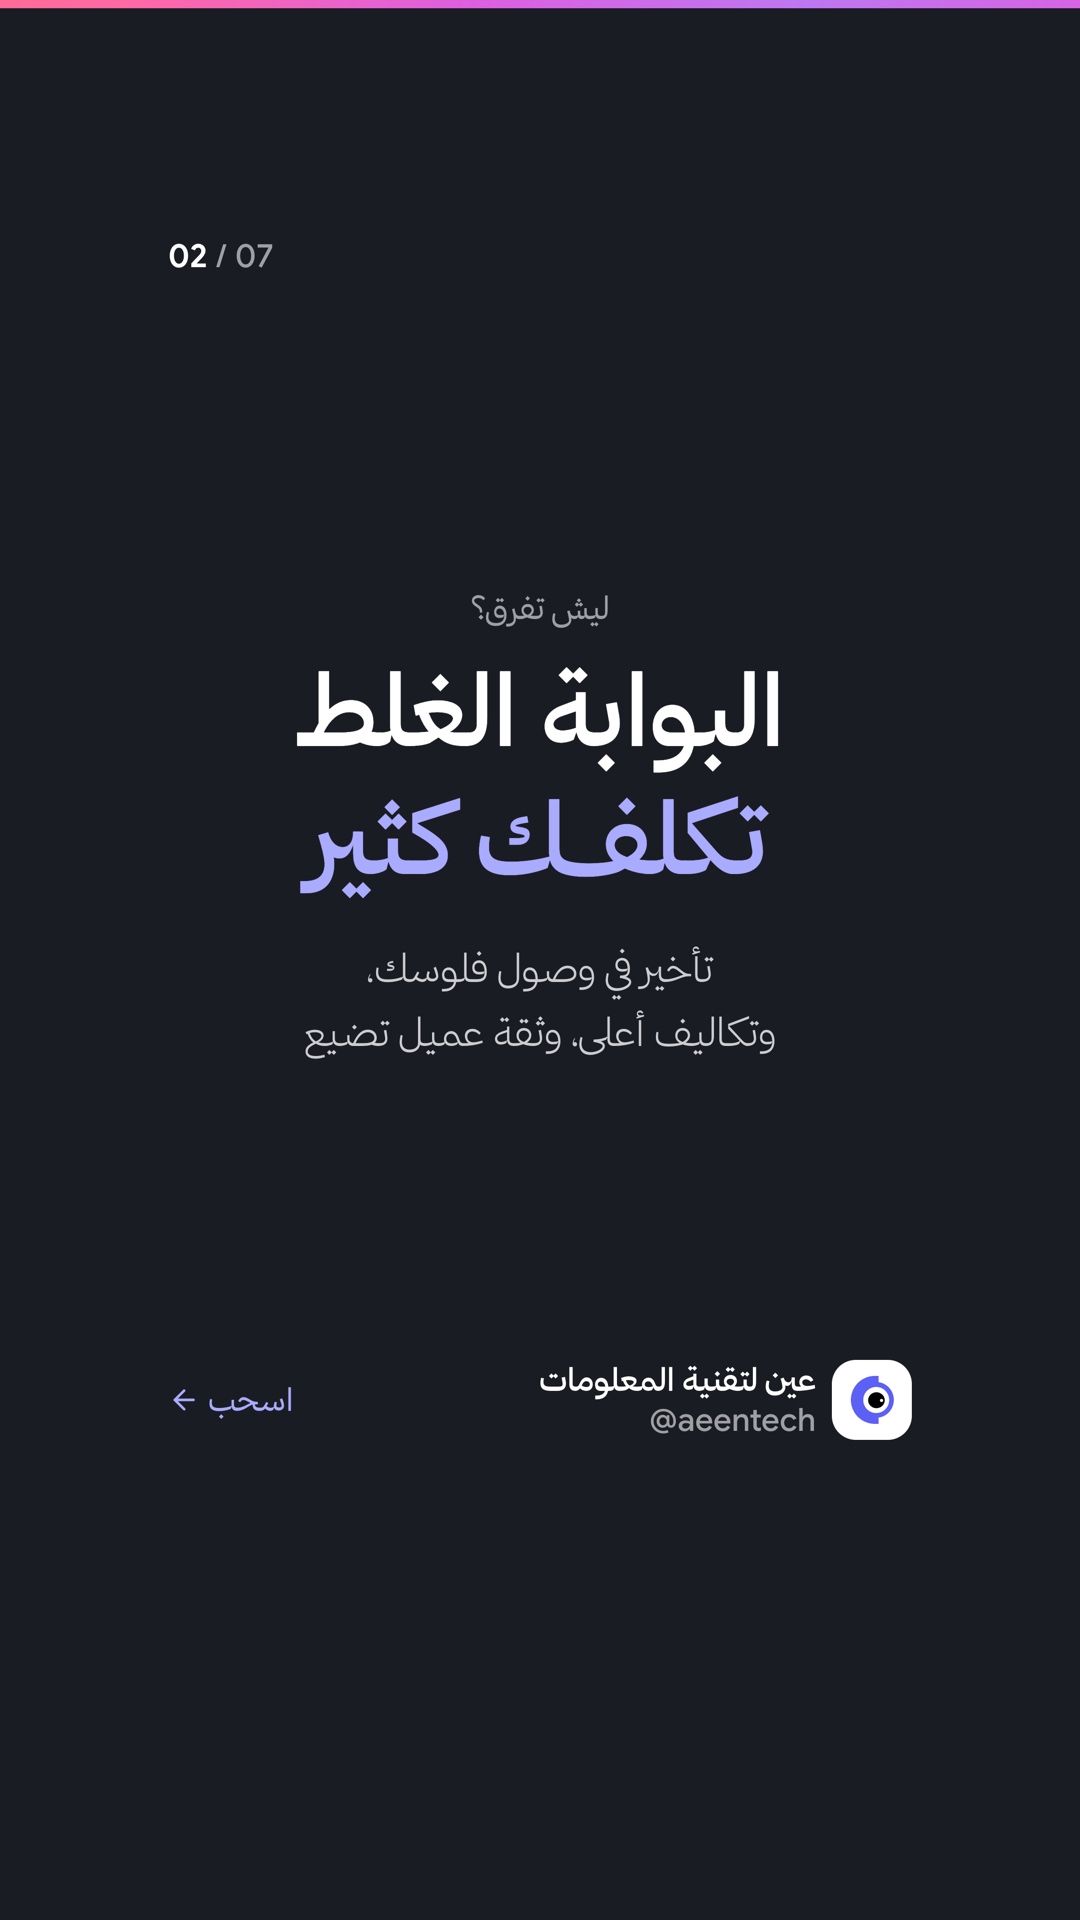 02 / 07
ليش تفرق؟
البوابة الغلط
تكلفـك كثير
تأخير في وصول فلوسك،
وتكاليف أعلى، وثقة عميل تضيع
عين لتقنية المعلومات
@aeentech
اسحب ←